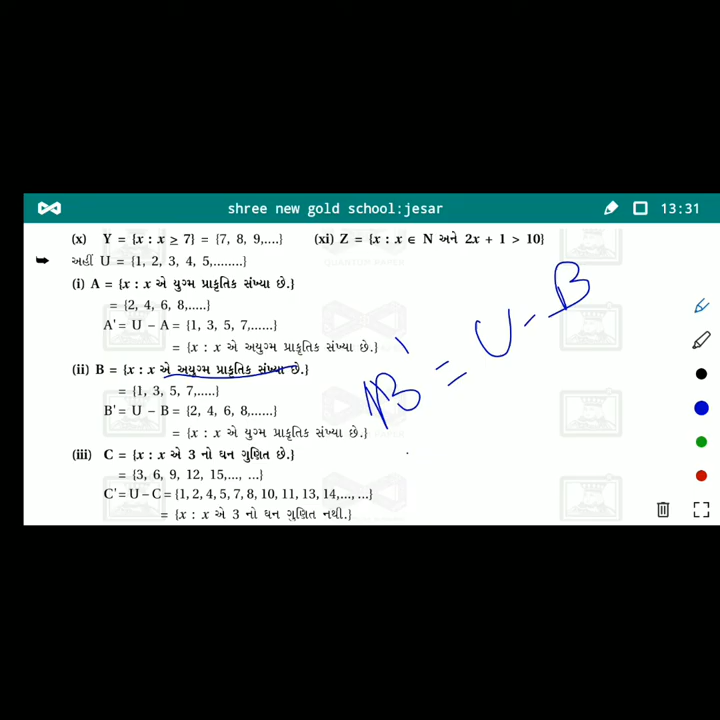 shree new gold school:jesar 13:31
(x) Y = {x : x ≥ 7} = {7, 8, 9,....} (xi) Z = {x : x ∈ N અને 2x + 1 > 10}
અહીં U = {1, 2, 3, 4, 5,........}
(i) A = {x : x એ યુગ્મ પ્રાકૃતિક સંખ્યા છે.}
= {2, 4, 6, 8,.....}
A' = U – A = {1, 3, 5, 7,......}
= {x : x એ અયુગ્મ પ્રાકૃતિક સંખ્યા છે.}
(ii) B = {x : x એ અયુગ્મ પ્રાકૃતિક સંખ્યા છે.}
= {1, 3, 5, 7,.....}
B' = U – B = {2, 4, 6, 8,......}
= {x : x એ યુગ્મ પ્રાકૃતિક સંખ્યા છે.}
B' = U - B
(iii) C = {x : x એ 3 નો ઘન ગુણિત છે.}
= {3, 6, 9, 12, 15,..., ...}
C' = U – C = {1, 2, 4, 5, 7, 8, 10, 11, 13, 14,..., ...}
= {x : x એ 3 નો ઘન ગુણિત નથી.}